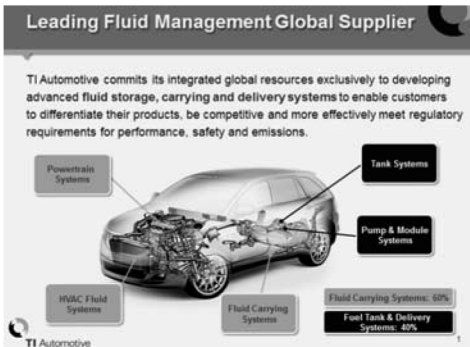 Leading Fluid Management Global Supplier
TI Automotive commits its integrated global resources exclusively to developing
advanced fluid storage, carrying and delivery systems to enable customers
to differentiate their products, be competitive and more effectively meet regulatory
requirements for performance, safety and emissions.
Powertrain
Systems
Tank Systems
Pump & Module
Systems
HVAC Fluid
Systems
Fluid Carrying
Systems
Fluid Carrying Systems: 60%
Fuel Tank & Delivery
Systems: 40%
TI Automotive
1